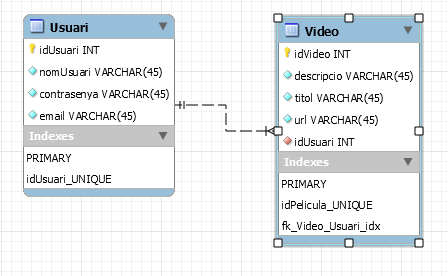 Usuari
idUsuari INT
nomUsuari VARCHAR(45)
contrasenya VARCHAR(45)
email VARCHAR(45)
Indexes
PRIMARY
idUsuari_UNIQUE
Video
idVideo INT
descripcio VARCHAR(45)
titol VARCHAR(45)
url VARCHAR(45)
idUsuari INT
Indexes
PRIMARY
idPelicula_UNIQUE
fk_Video_Usuari_idx